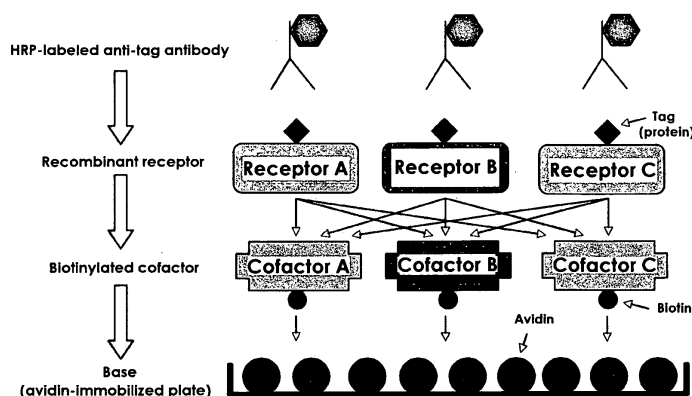 HRP-labeled anti-tag antibody
Tag
(protein)
Recombinant receptor
Receptor A
Receptor B
Receptor C
Biotinylated cofactor
Cofactor A
Cofactor B
Cofactor C
Biotin
Avidin
Base
(avidin-immobilized plate)